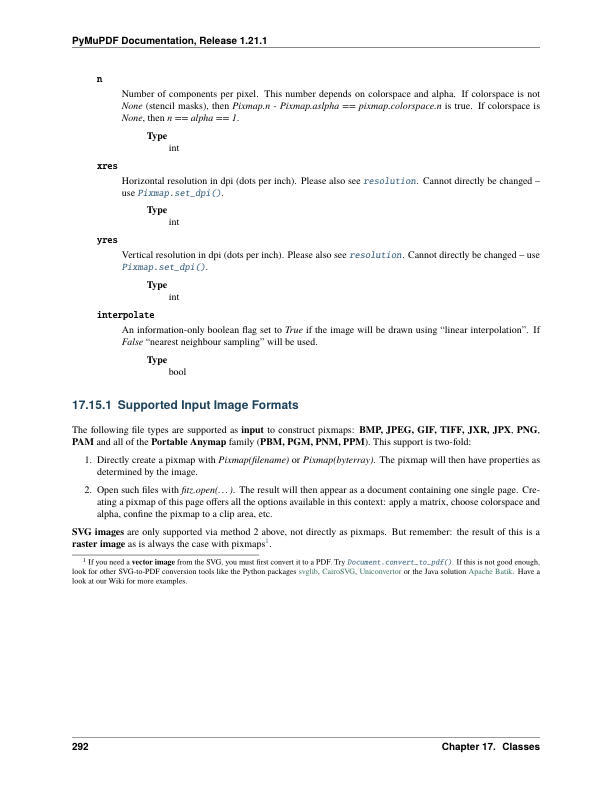 PyMuPDF Documentation, Release 1.21.1
n
Number of components per pixel. This number depends on colorspace and alpha. If colorspace is not
None (stencil masks), then Pixmap.n - Pixmap.aslpha == pixmap.colorspace.n is true. If colorspace is
None, then n == alpha == 1.
Type
int
xres
Horizontal resolution in dpi (dots per inch). Please also see resolution. Cannot directly be changed –
use Pixmap.set_dpi().
Type
int
yres
Vertical resolution in dpi (dots per inch). Please also see resolution. Cannot directly be changed – use
Pixmap.set_dpi().
Type
int
interpolate
An information-only boolean flag set to True if the image will be drawn using “linear interpolation”. If
False “nearest neighbour sampling” will be used.
Type
bool
17.15.1 Supported Input Image Formats
The following file types are supported as input to construct pixmaps: BMP, JPEG, GIF, TIFF, JXR, JPX, PNG,
PAM and all of the Portable Anymap family (PBM, PGM, PNM, PPM). This support is two-fold:
1. Directly create a pixmap with Pixmap(filename) or Pixmap(byterray). The pixmap will then have properties as
determined by the image.
2. Open such files with fitz.open(…). The result will then appear as a document containing one single page. Cre-
ating a pixmap of this page offers all the options available in this context: apply a matrix, choose colorspace and
alpha, confine the pixmap to a clip area, etc.
SVG images are only supported via method 2 above, not directly as pixmaps. But remember: the result of this is a
raster image as is always the case with pixmaps1.
1 If you need a vector image from the SVG, you must first convert it to a PDF. Try Document.convert_to_pdf(). If this is not good enough,
look for other SVG-to-PDF conversion tools like the Python packages svglib, CairoSVG, Uniconvertor or the Java solution Apache Batik. Have a
look at our Wiki for more examples.
292
Chapter 17. Classes